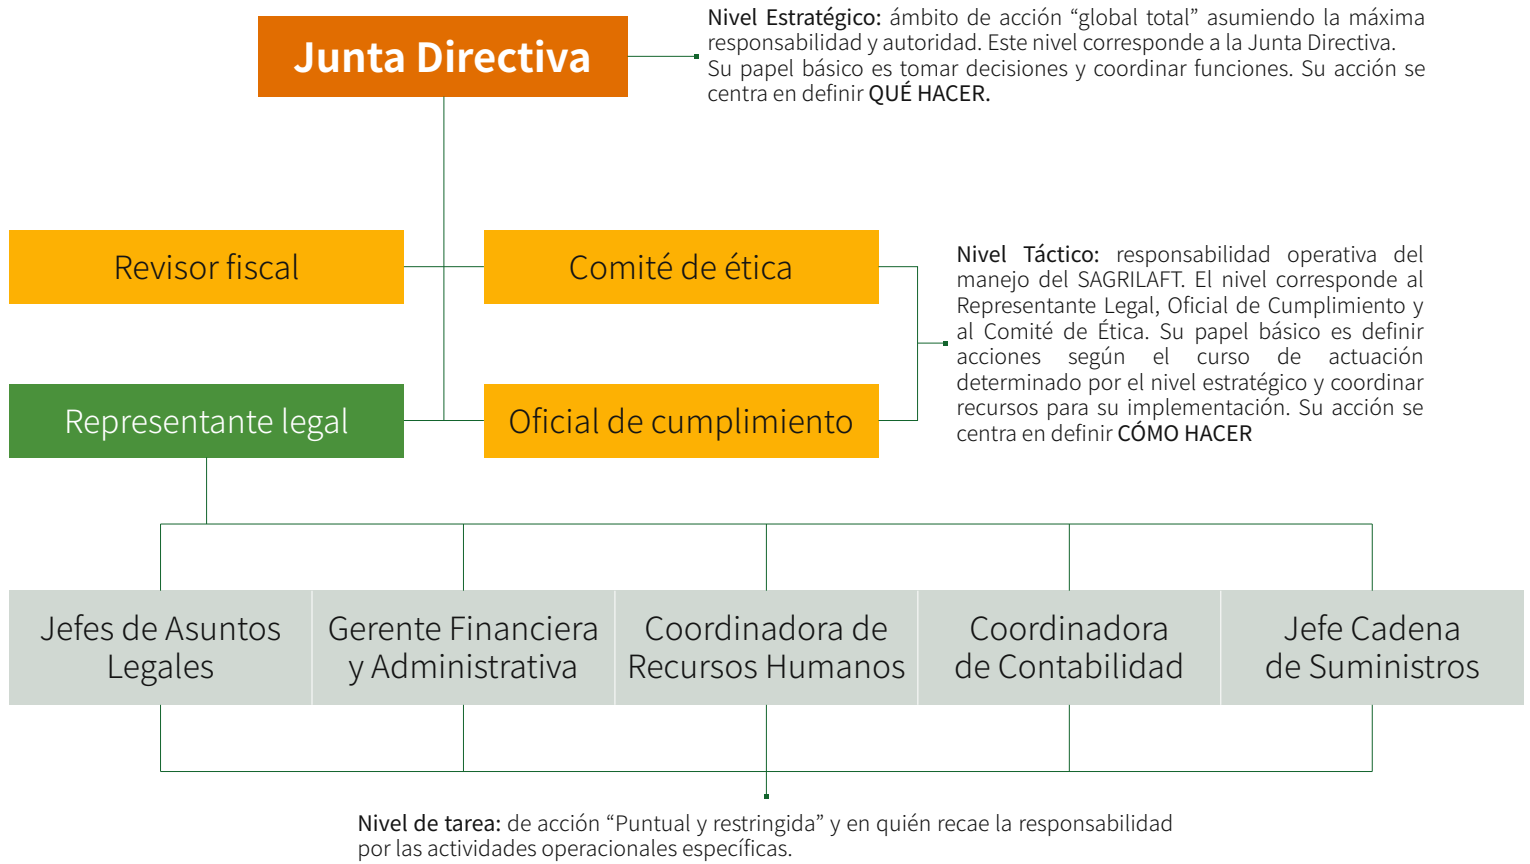 Junta Directiva
Nivel Estratégico: ámbito de acción “global total” asumiendo la máxima
responsabilidad y autoridad. Este nivel corresponde a la Junta Directiva.
Su papel básico es tomar decisiones y coordinar funciones. Su acción se
centra en definir QUÉ HACER.
Revisor fiscal
Comité de ética
Representante legal
Oficial de cumplimiento
Nivel Táctico: responsabilidad operativa del
manejo del SAGRILAFT. El nivel corresponde al
Representante Legal, Oficial de Cumplimiento y
al Comité de Ética. Su papel básico es definir
acciones según el curso de actuación
determinado por el nivel estratégico y coordinar
recursos para su implementación. Su acción se
centra en definir CÓMO HACER
Jefes de Asuntos
Legales
Gerente Financiera
y Administrativa
Coordinadora de
Recursos Humanos
Coordinadora
de Contabilidad
Jefe Cadena
de Suministros
Nivel de tarea: de acción “Puntual y restringida” y en quién recae la responsabilidad
por las actividades operacionales específicas.